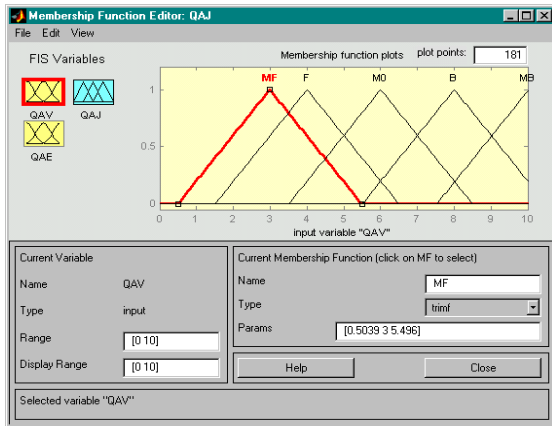 Membership Function Editor: QAJ
File Edit View
FIS Variables
Membership function plots plot points: 181
QAV QAJ
QAE
MF F M0 B MB
1
0.5
0
0 1 2 3 4 5 6 7 8 9 10
input variable "QAV"
Current Variable
Name QAV
Type input
Range [0 10]
Display Range [0 10]
Current Membership Function (click on MF to select)
Name MF
Type trimf
Params [0.5039 3 5.496]
Help Close
Selected variable "QAV"